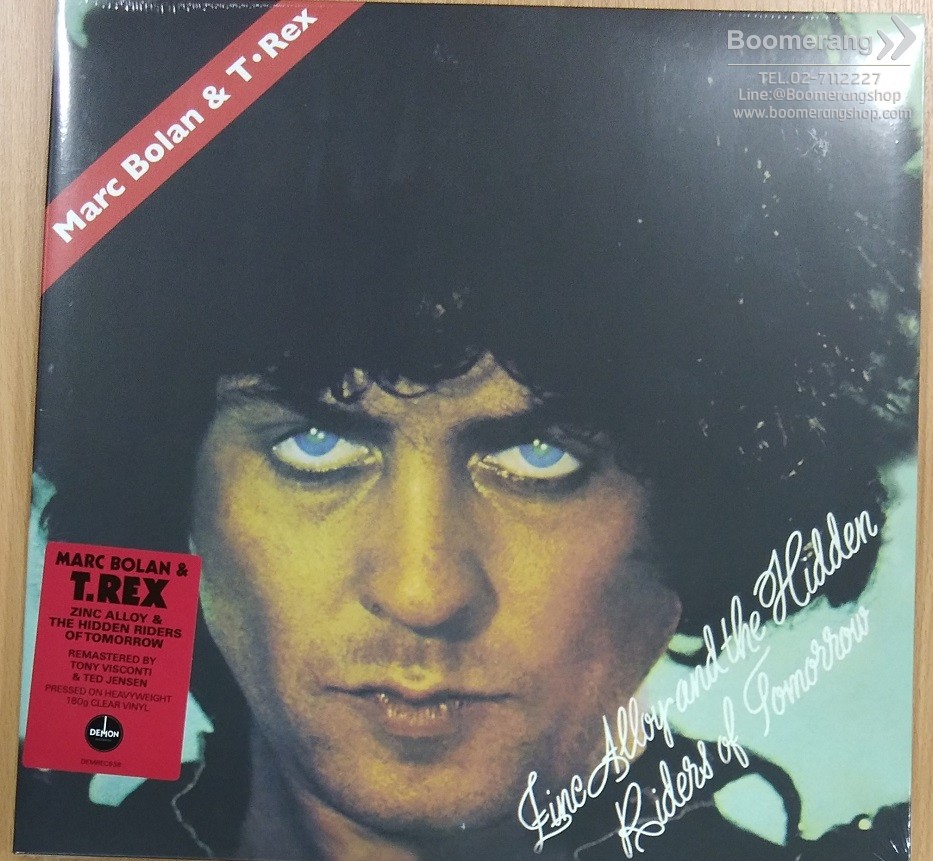 Marc Bolan & T•Rex
Boomerang
TEL.02-7112227
Line:@Boomerangshop
www.boomerangshop.com
MARC BOLAN &
T.REX
ZINC ALLOY &
THE HIDDEN RIDERS
OF TOMORROW
REMASTERED BY
TONY VISCONTI
& TED JENSEN
PRESSED ON HEAVYWEIGHT
180g CLEAR VINYL
DEMON
Zinc Alloy and the Hidden
Riders of Tomorrow